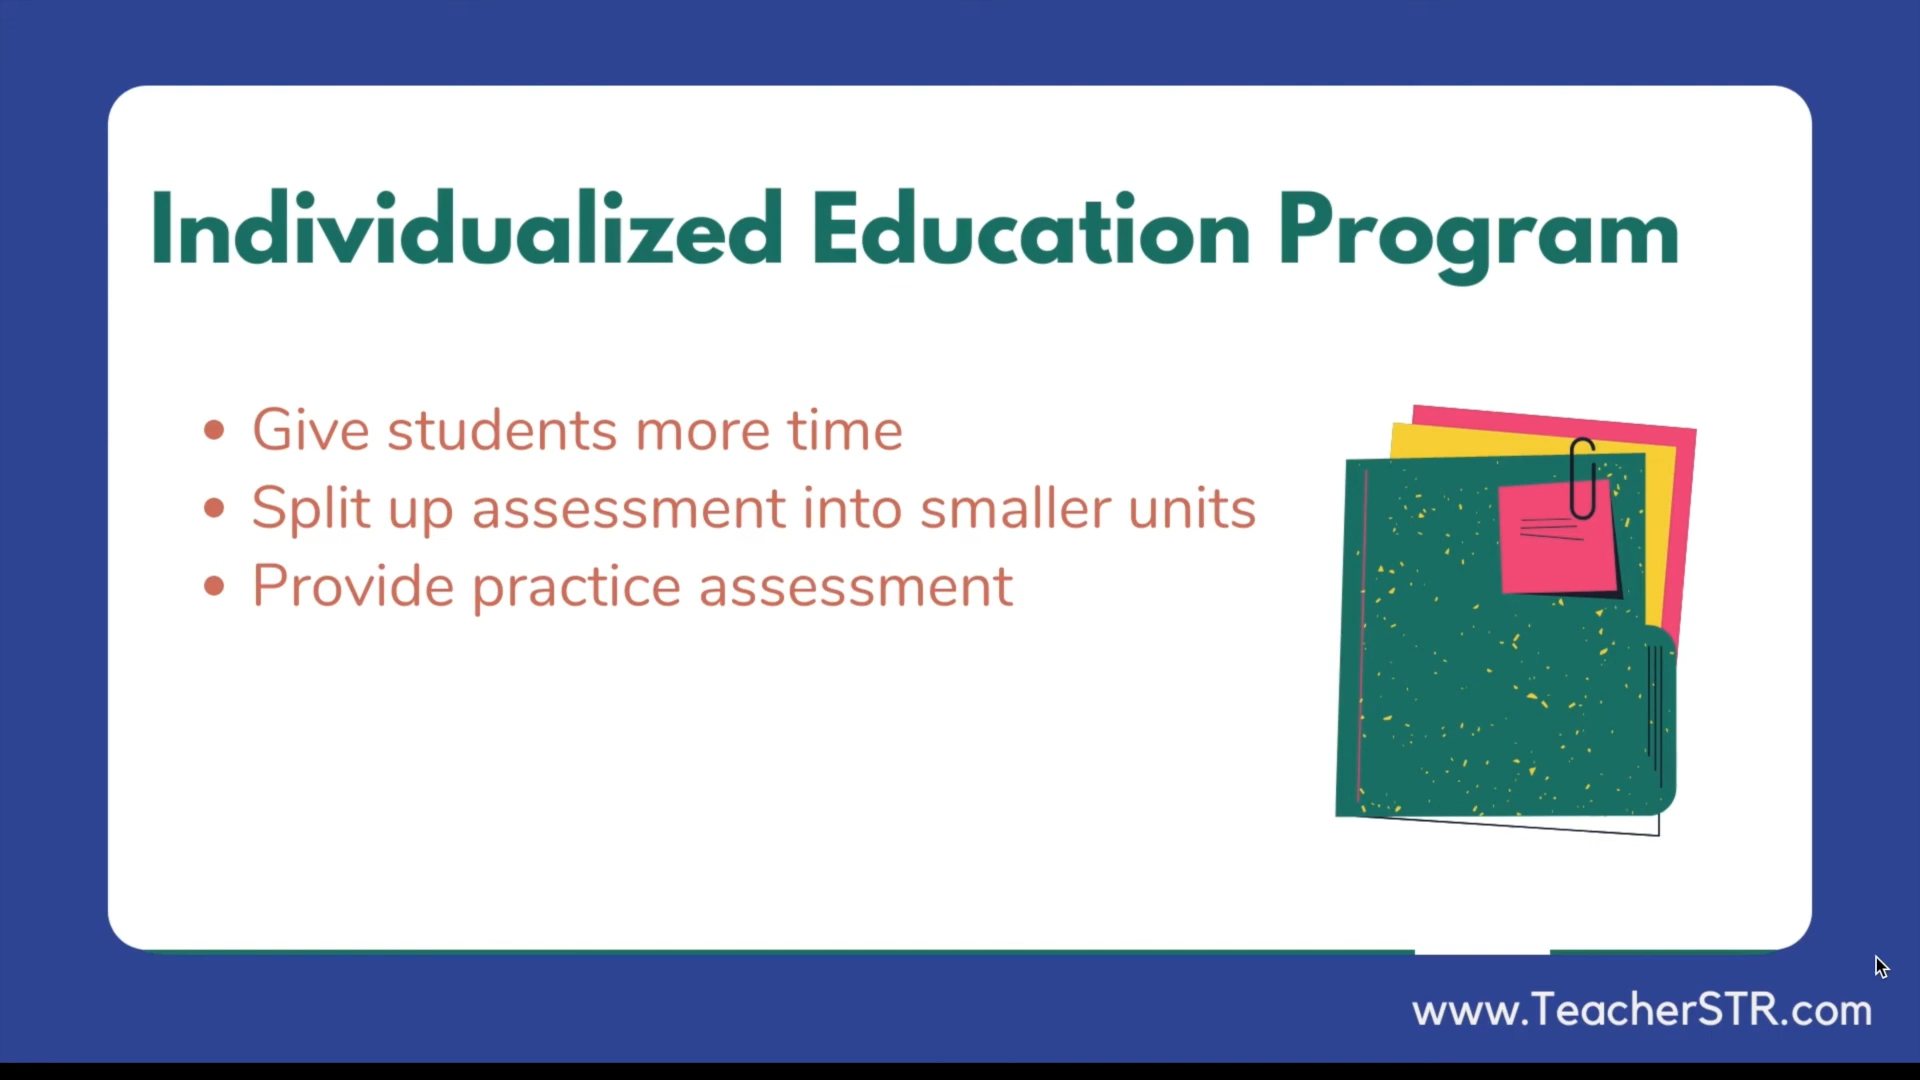 Individualized Education Program
• Give students more time
• Split up assessment into smaller units
• Provide practice assessment
www.TeacherSTR.com